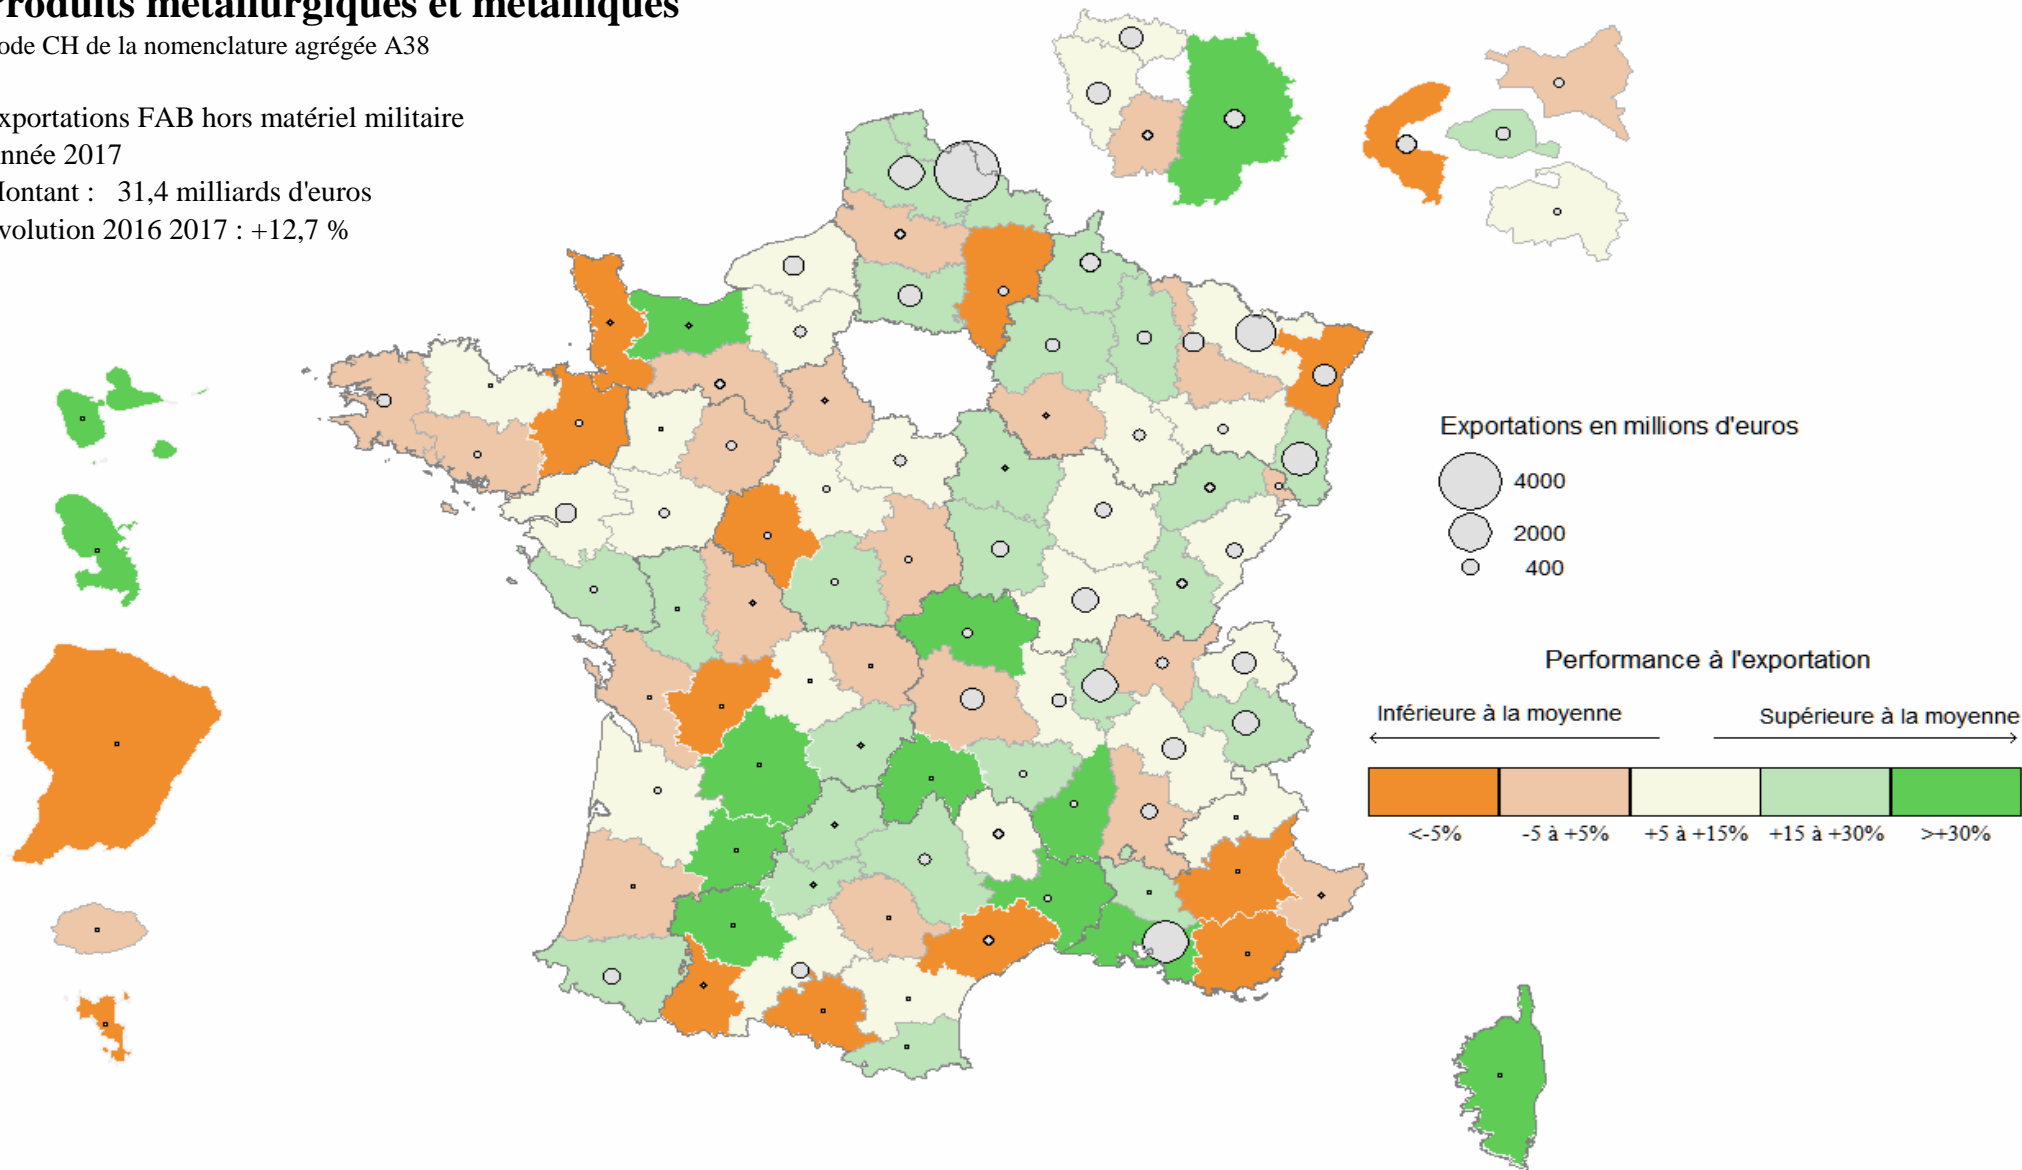 Produits métallurgiques et métalliques
ode CH de la nomenclature agrégée A38
xportations FAB hors matériel militaire
nnée 2017
Montant : 31,4 milliards d'euros
volution 2016 2017 : +12,7 %
Exportations en millions d'euros
4000
2000
400
Performance à l'exportation
Inférieure à la moyenne
Supérieure à la moyenne
<-5%
-5 à +5%
+5 à +15%
+15 à +30%
>+30%